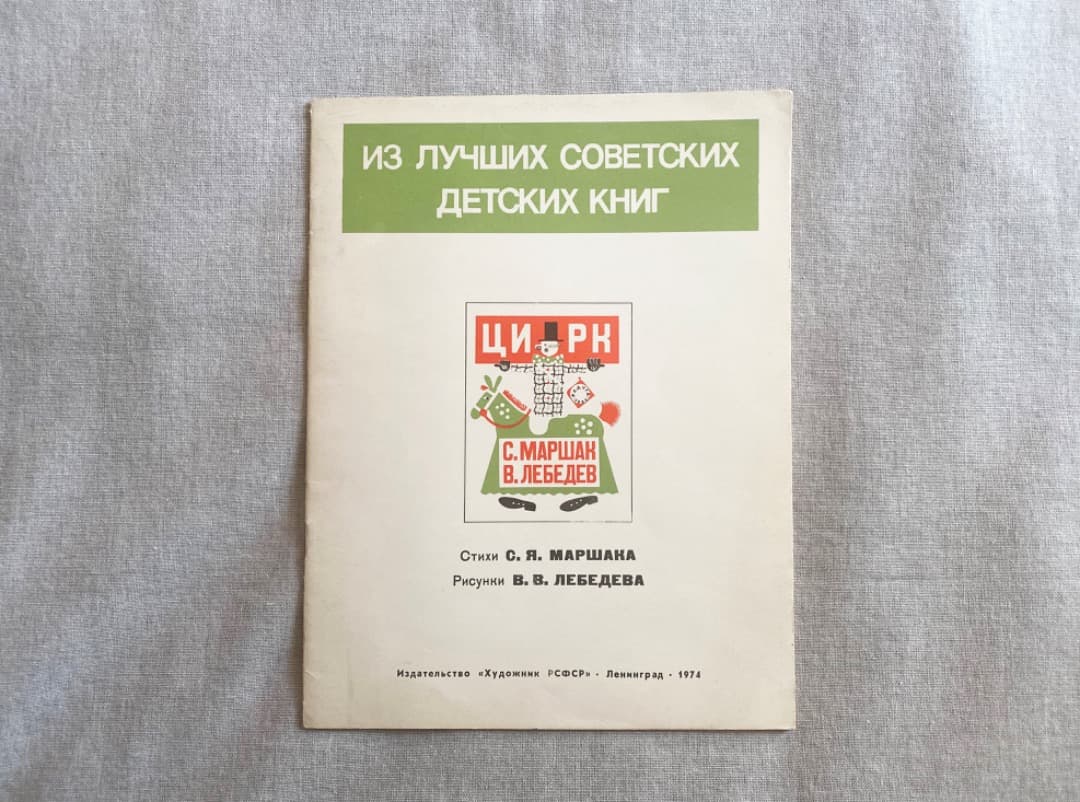 ИЗ ЛУЧШИХ СОВЕТСКИХ
ДЕТСКИХ КНИГ
ЦИРК
С. МАРШАК
В. ЛЕБЕДЕВ
Стихи С. Я. МАРШАКА
Рисунки В. В. ЛЕБЕДЕВА
Издательство «Художник РСФСР» · Ленинград · 1974